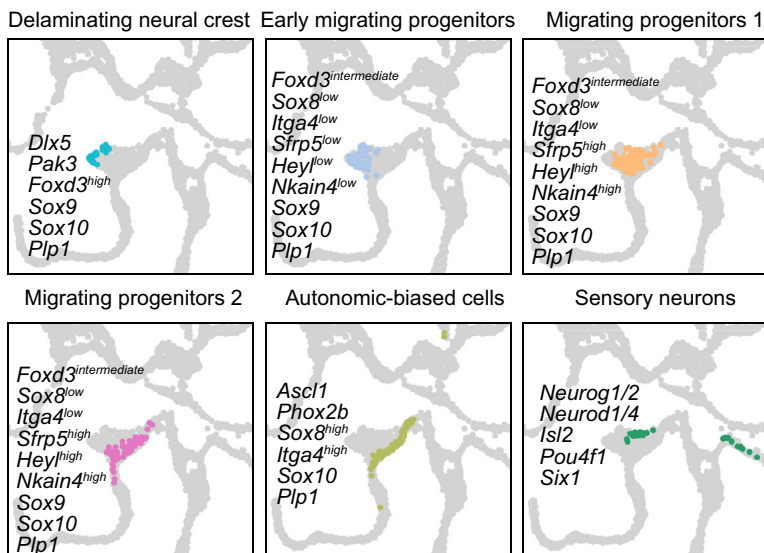 Delaminating neural crest
Dlx5
Pak3
Foxd3high
Sox9
Sox10
Plp1
Early migrating progenitors
Foxd3intermediate
Sox8low
Itga4low
Sfrp5low
Heyllow
Nkain4low
Sox9
Sox10
Plp1
Migrating progenitors 1
Foxd3intermediate
Sox8low
Itga4low
Sfrp5high
Heylhigh
Nkain4high
Sox9
Sox10
Plp1
Migrating progenitors 2
Foxd3intermediate
Sox8low
Itga4low
Sfrp5high
Heylhigh
Nkain4high
Sox9
Sox10
Plp1
Autonomic-biased cells
Ascl1
Phox2b
Sox8high
Itga4high
Sox10
Plp1
Sensory neurons
Neurog1/2
Neurod1/4
Isl2
Pou4f1
Six1